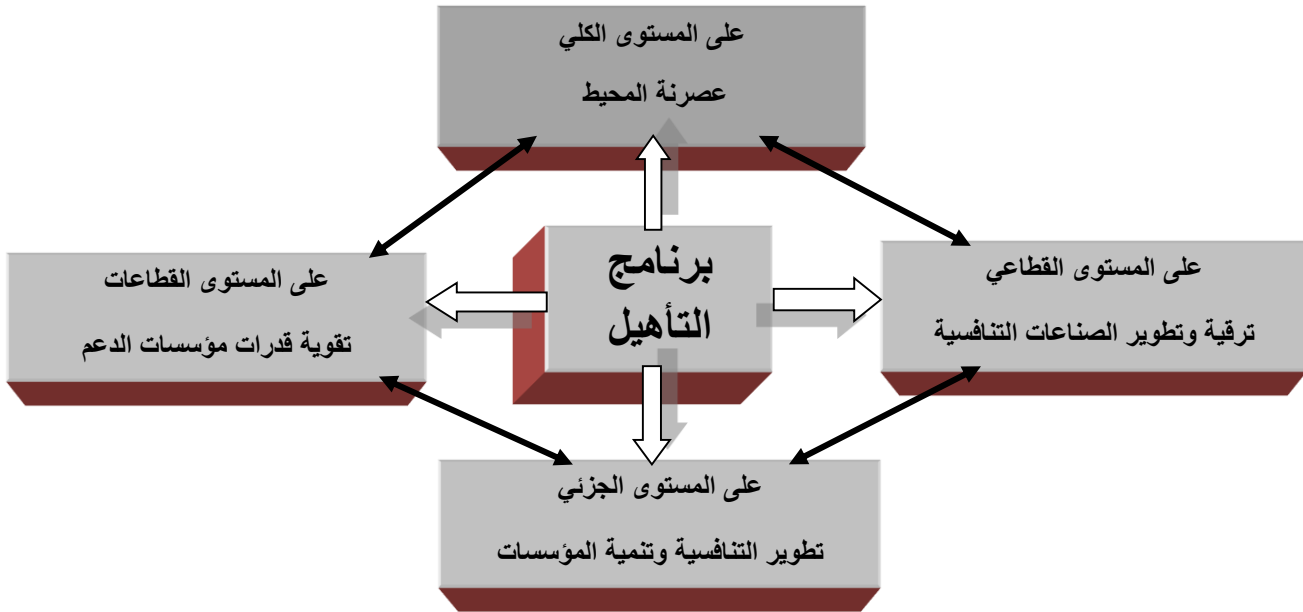 على المستوى الكلي
عصرنة المحيط
على المستوى القطاعي
ترقية وتطوير الصناعات التنافسية
برنامج
التأهيل
على المستوى القطاعات
تقوية قدرات مؤسسات الدعم
على المستوى الجزئي
تطوير التنافسية وتنمية المؤسسات